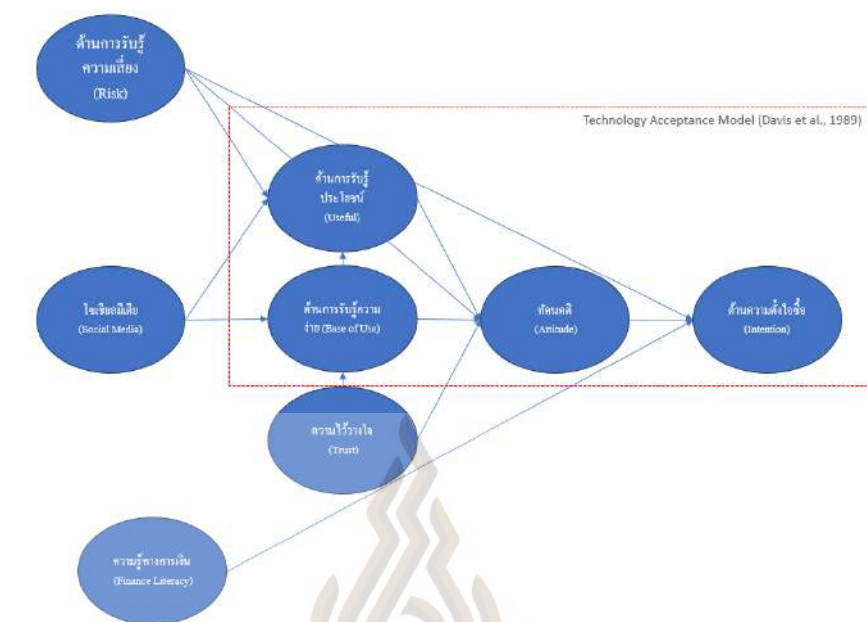 ด้านการรับรู้
ความเสี่ยง
(Risk)
Technology Acceptance Model (Davis et al., 1989)
ด้านการรับรู้
ประโยชน์
(Useful)
โซเชียลมีเดีย
(Social Media)
ด้านการรับรู้ความ
ง่าย (Ease of Use)
ทัศนคติ
(Attitude)
ด้านความตั้งใจซื้อ
(Intention)
ความไว้วางใจ
(Trust)
ความรู้ทางการเงิน
(Finance Literacy)